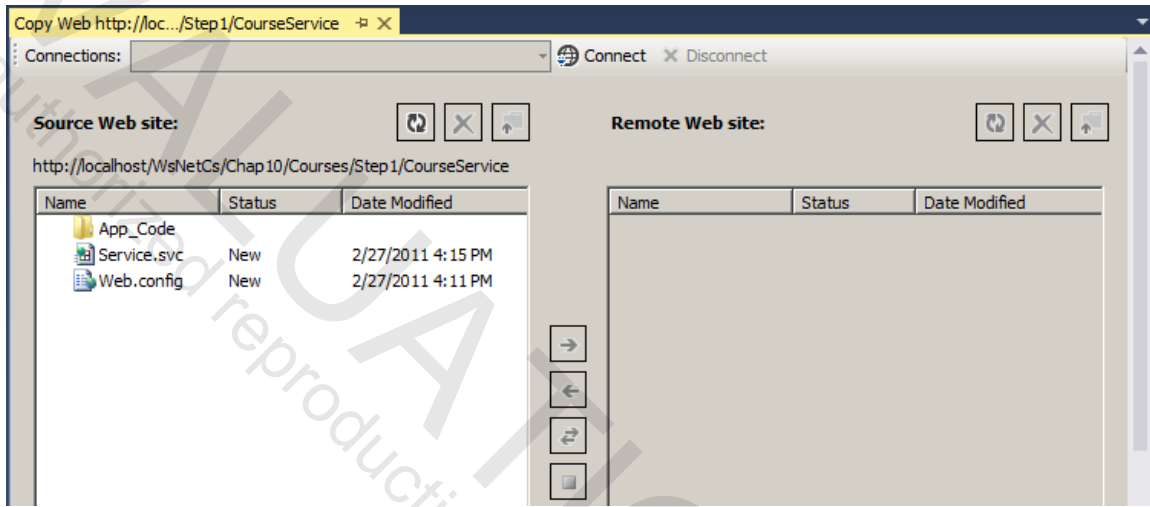 Copy Web http://loc.../Step1/CourseService
Connections:
Connect
Disconnect
Source Web site:
Remote Web site:
http://localhost/WsNetCs/Chap10/Courses/Step1/CourseService
Name Status Date Modified
Name Status Date Modified
App_Code
Service.svc New 2/27/2011 4:15 PM
Web.config New 2/27/2011 4:11 PM